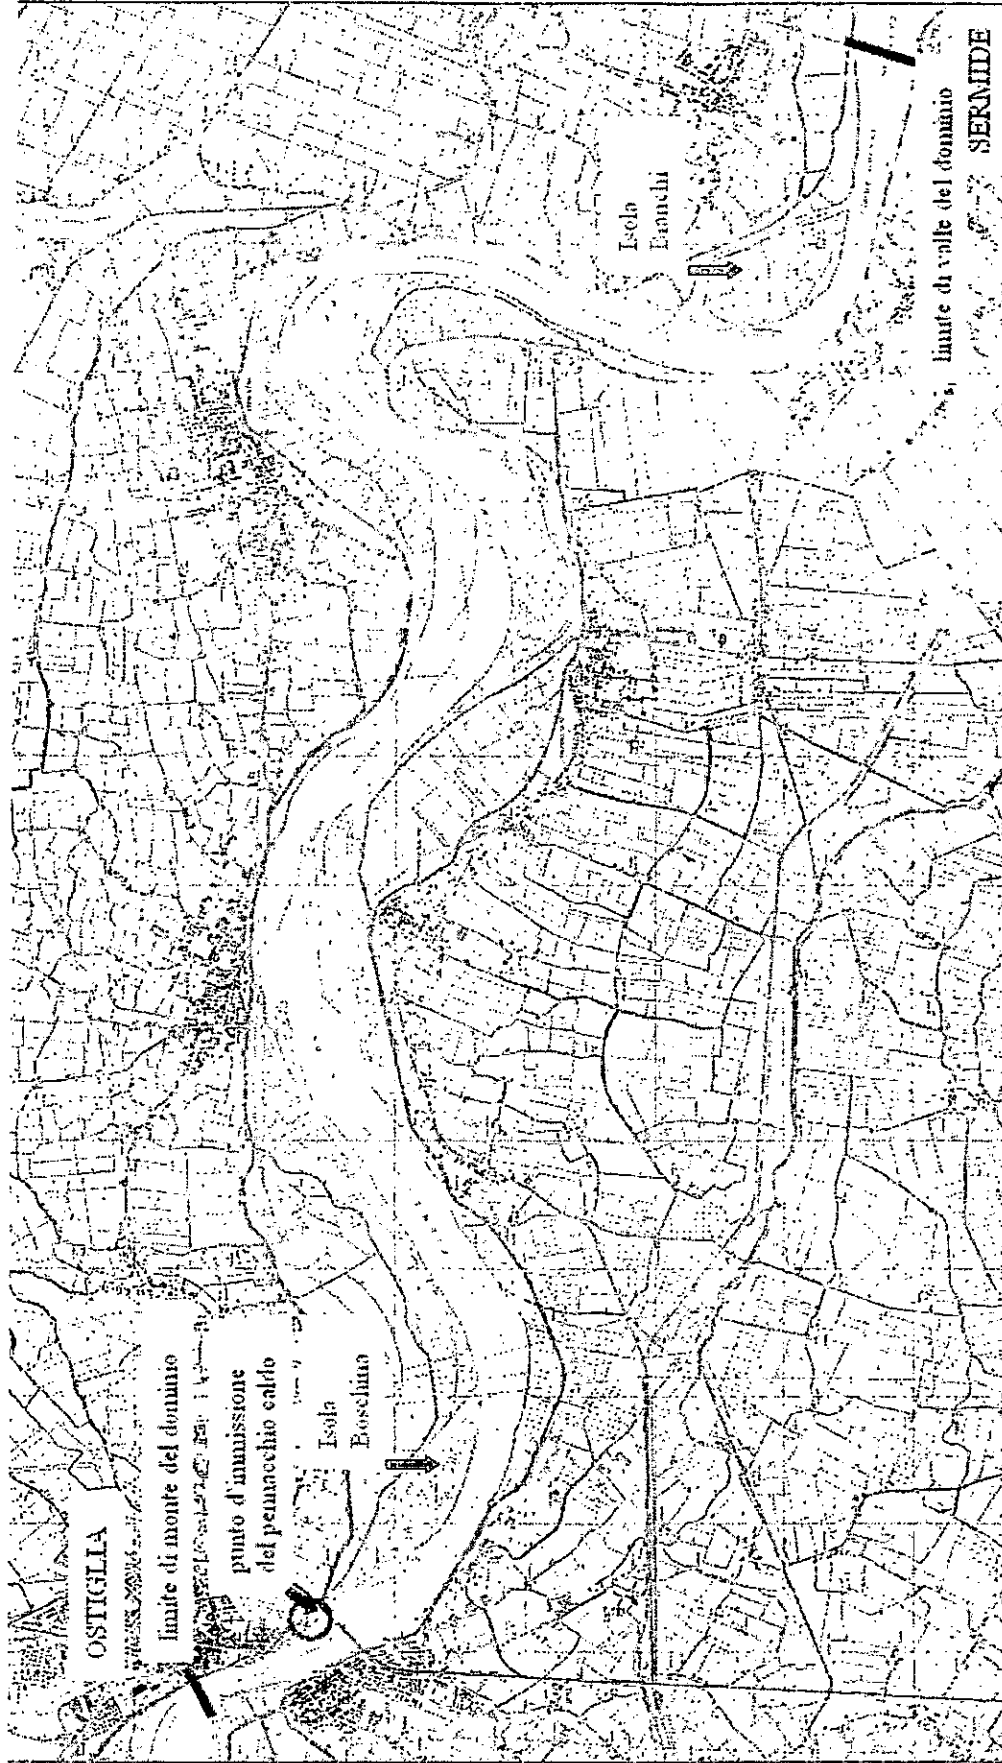 OSTIGLIA
limite di monte del dominio
punto d'immissione
del pennacchio caldo
Isola
Boschina
Isola
Bianchi
limite di valle del dominio
SERMIDE